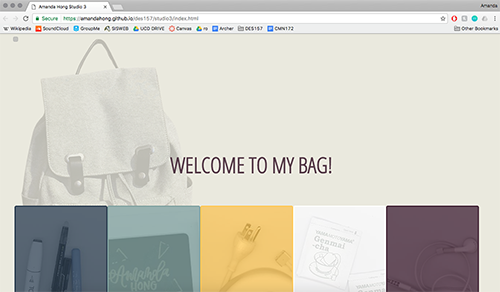 Amanda Hong Studio 3
Amanda
Secure https://amandahong.github.io/des157/studio3/index.html
Wikipedia SoundCloud GroupMe SISWEB UCD DRIVE Canvas rs Archer DES157 CMN172 Other Bookmarks
WELCOME TO MY BAG!
Amanda
HONG
Genmai
-cha